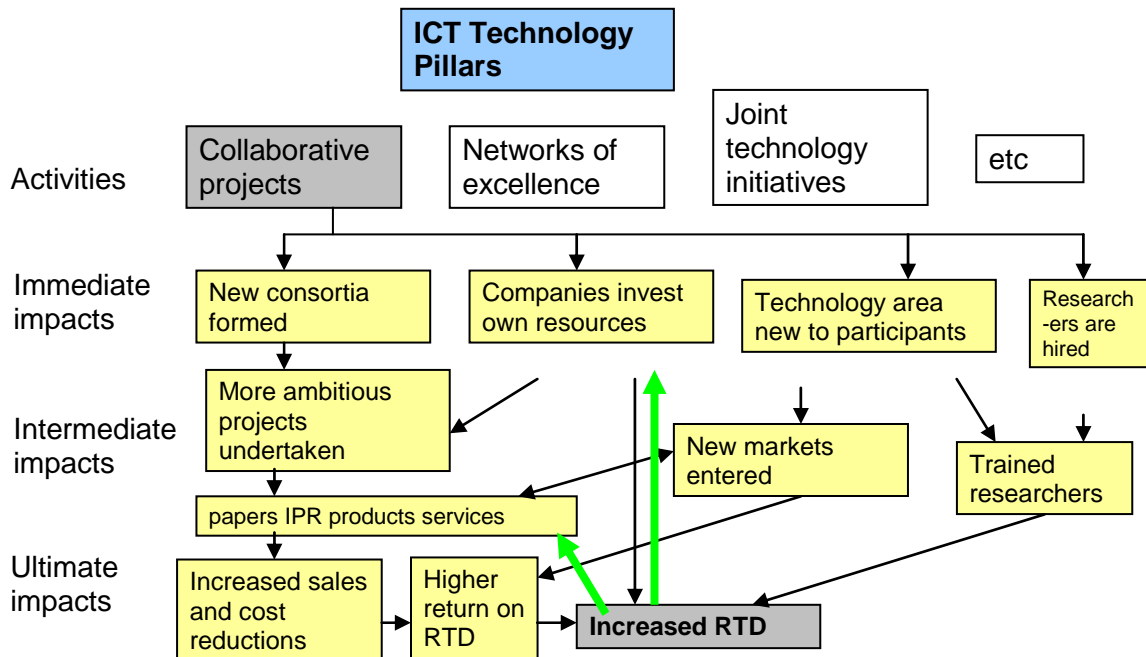 ICT Technology
Pillars
Activities
Collaborative
projects
Networks of
excellence
Joint
technology
initiatives
etc
Immediate
impacts
New consortia
formed
Companies invest
own resources
Technology area
new to participants
Research
-ers are
hired
Intermediate
impacts
More ambitious
projects
undertaken
New markets
entered
Trained
researchers
papers IPR products services
Ultimate
impacts
Increased sales
and cost
reductions
Higher
return on
RTD
Increased RTD